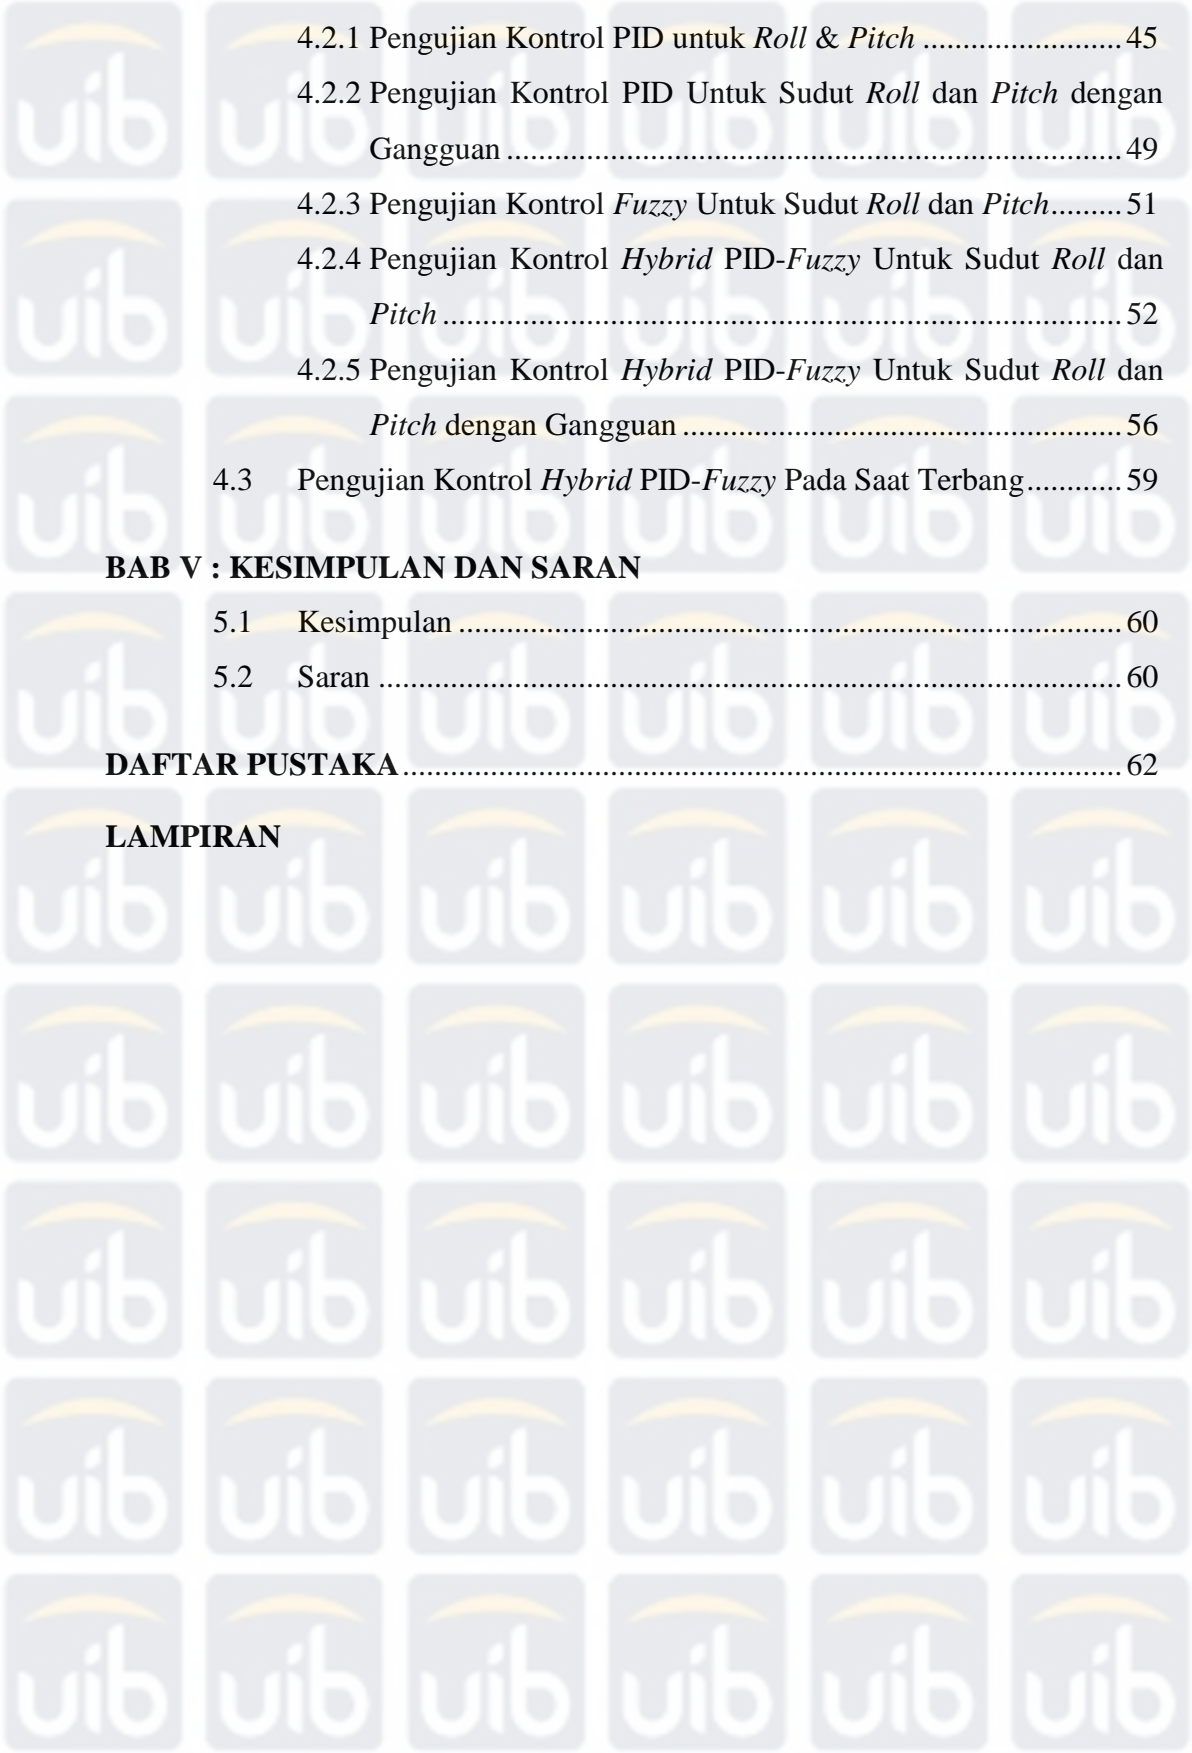 4.2.1 Pengujian Kontrol PID untuk Roll & Pitch ......................... 45
4.2.2 Pengujian Kontrol PID Untuk Sudut Roll dan Pitch dengan
Gangguan .............................................................................. 49
4.2.3 Pengujian Kontrol Fuzzy Untuk Sudut Roll dan Pitch......... 51
4.2.4 Pengujian Kontrol Hybrid PID-Fuzzy Untuk Sudut Roll dan
Pitch ...................................................................................... 52
4.2.5 Pengujian Kontrol Hybrid PID-Fuzzy Untuk Sudut Roll dan
Pitch dengan Gangguan ........................................................ 56
4.3 Pengujian Kontrol Hybrid PID-Fuzzy Pada Saat Terbang............ 59
BAB V : KESIMPULAN DAN SARAN
5.1 Kesimpulan .................................................................................... 60
5.2 Saran .............................................................................................. 60
DAFTAR PUSTAKA ........................................................................................... 62
LAMPIRAN